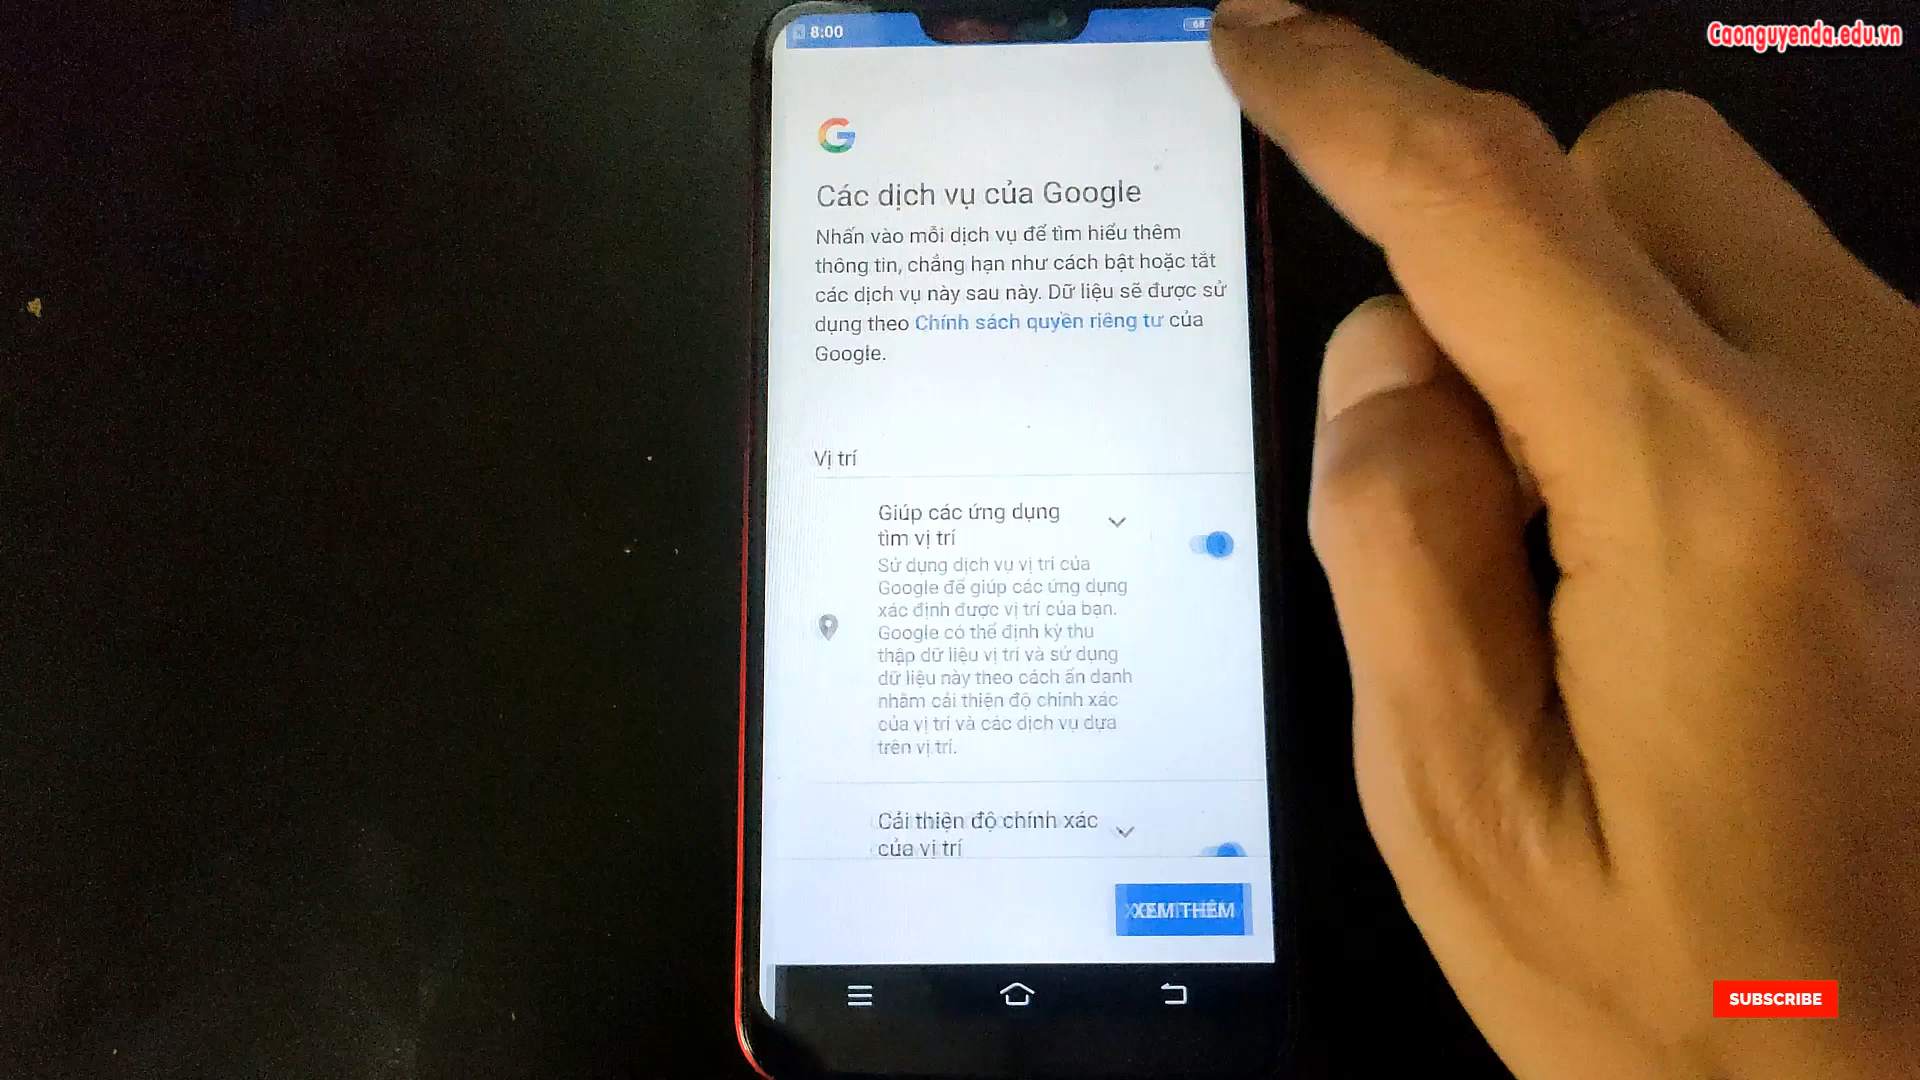 Caonguyenda.edu.vn
8:00
68
Các dịch vụ của Google
Nhấn vào mỗi dịch vụ để tìm hiểu thêm
thông tin, chẳng hạn như cách bật hoặc tắt
các dịch vụ này sau này. Dữ liệu sẽ được sử
dụng theo Chính sách quyền riêng tư của
Google.
Vị trí
Giúp các ứng dụng
tìm vị trí
Sử dụng dịch vụ vị trí của
Google để giúp các ứng dụng
xác định được vị trí của bạn.
Google có thể định kỳ thu
thập dữ liệu vị trí và sử dụng
dữ liệu này theo cách ẩn danh
nhằm cải thiện độ chính xác
của vị trí và các dịch vụ dựa
trên vị trí.
Cải thiện độ chính xác
của vị trí
XEM THÊM
SUBSCRIBE